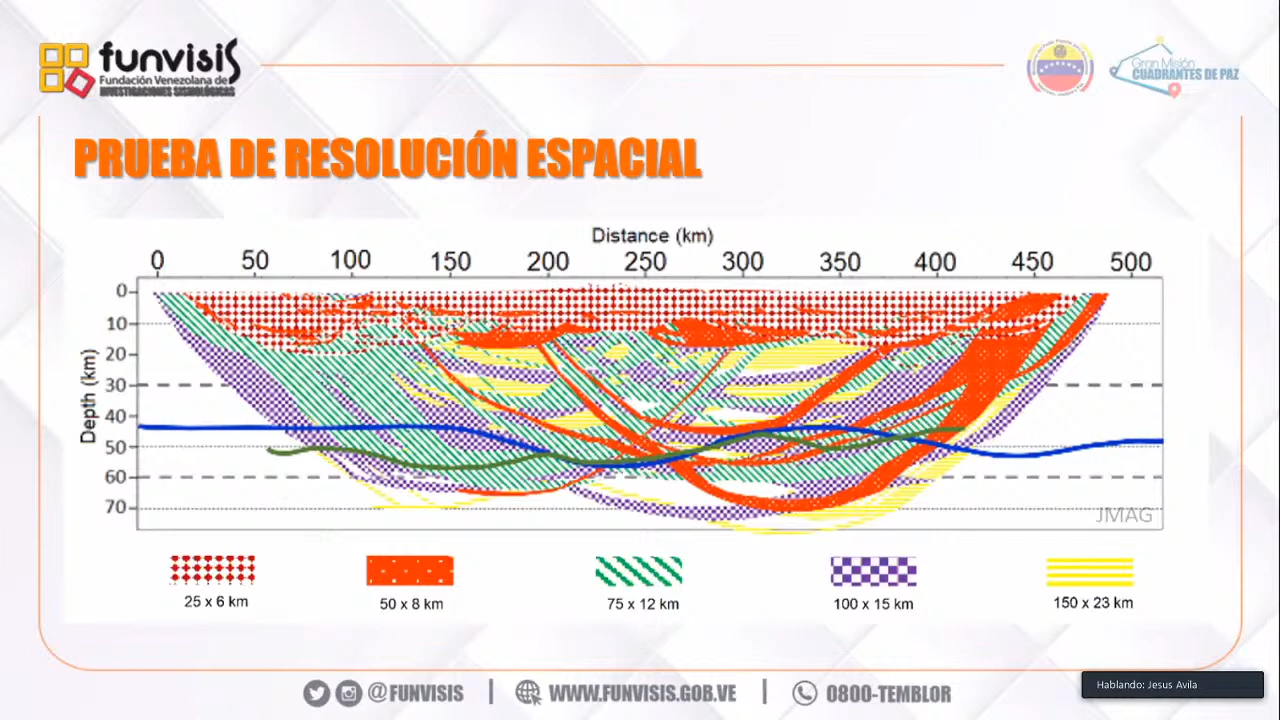 funvisis
Fundación Venezolana de
INVESTIGACIONES SISMOLÓGICAS
Gran Misión
CUADRANTES DE PAZ
PRUEBA DE RESOLUCIÓN ESPACIAL
Distance (km)
0 50 100 150 200 250 300 350 400 450 500
Depth (km)
0
10
20
30
40
50
60
70
JMAG
25 x 6 km 50 x 8 km 75 x 12 km 100 x 15 km 150 x 23 km
@FUNVISIS | WWW.FUNVISIS.GOB.VE | 0800-TEMBLOR
Hablando: Jesus Avila